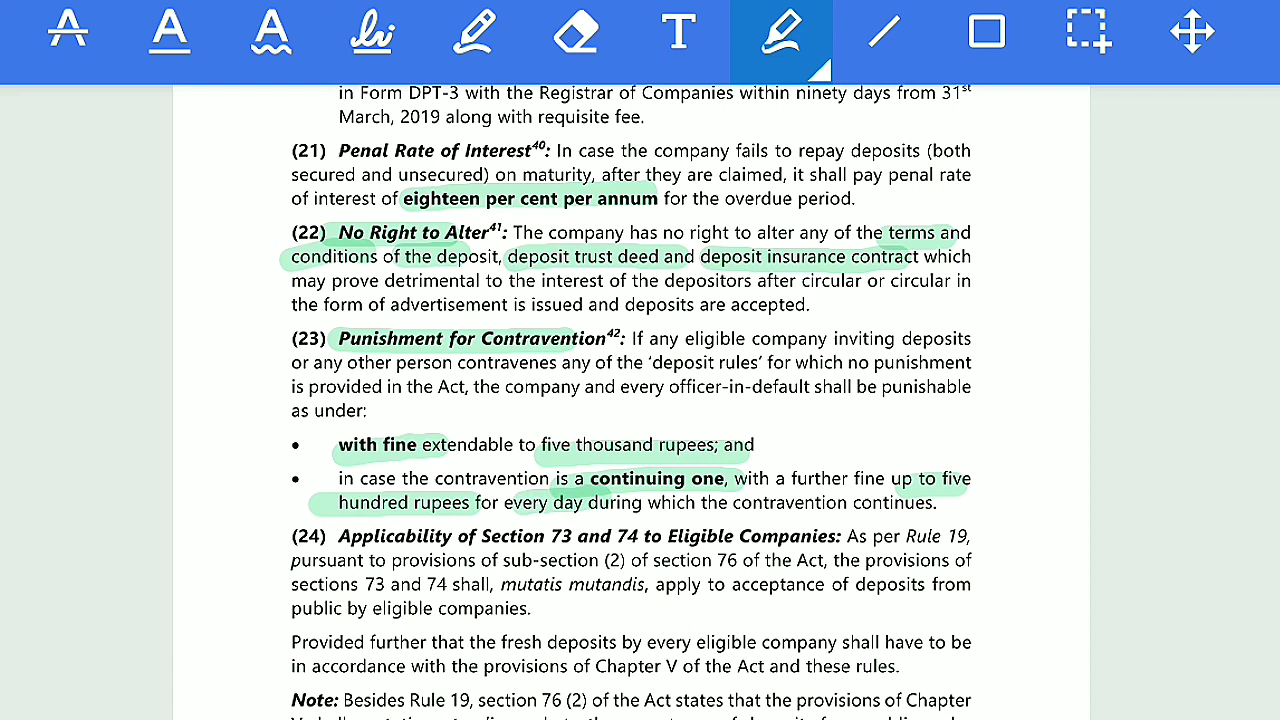 in Form DPT-3 with the Registrar of Companies within ninety days from 31st
March, 2019 along with requisite fee.
(21) Penal Rate of Interest40: In case the company fails to repay deposits (both
secured and unsecured) on maturity, after they are claimed, it shall pay penal rate
of interest of eighteen per cent per annum for the overdue period.
(22) No Right to Alter41: The company has no right to alter any of the terms and
conditions of the deposit, deposit trust deed and deposit insurance contract which
may prove detrimental to the interest of the depositors after circular or circular in
the form of advertisement is issued and deposits are accepted.
(23) Punishment for Contravention42: If any eligible company inviting deposits
or any other person contravenes any of the ‘deposit rules’ for which no punishment
is provided in the Act, the company and every officer-in-default shall be punishable
as under:
• with fine extendable to five thousand rupees; and
• in case the contravention is a continuing one, with a further fine up to five
hundred rupees for every day during which the contravention continues.
(24) Applicability of Section 73 and 74 to Eligible Companies: As per Rule 19,
pursuant to provisions of sub-section (2) of section 76 of the Act, the provisions of
sections 73 and 74 shall, mutatis mutandis, apply to acceptance of deposits from
public by eligible companies.
Provided further that the fresh deposits by every eligible company shall have to be
in accordance with the provisions of Chapter V of the Act and these rules.
Note: Besides Rule 19, section 76 (2) of the Act states that the provisions of Chapter